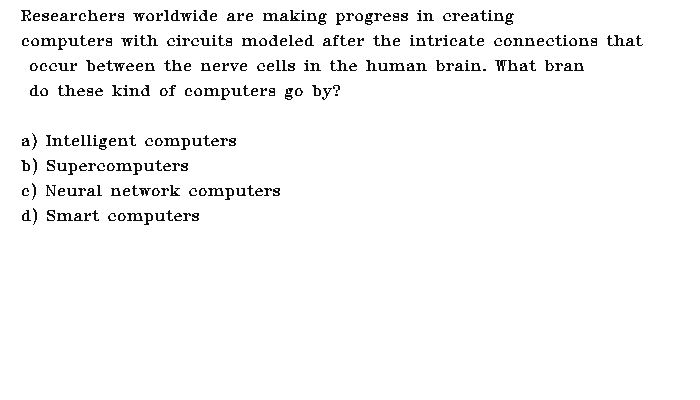 Researchers worldwide are making progress in creating
computers with circuits modeled after the intricate connections that
occur between the nerve cells in the human brain. What bran
do these kind of computers go by?
a) Intelligent computers
b) Supercomputers
c) Neural network computers
d) Smart computers